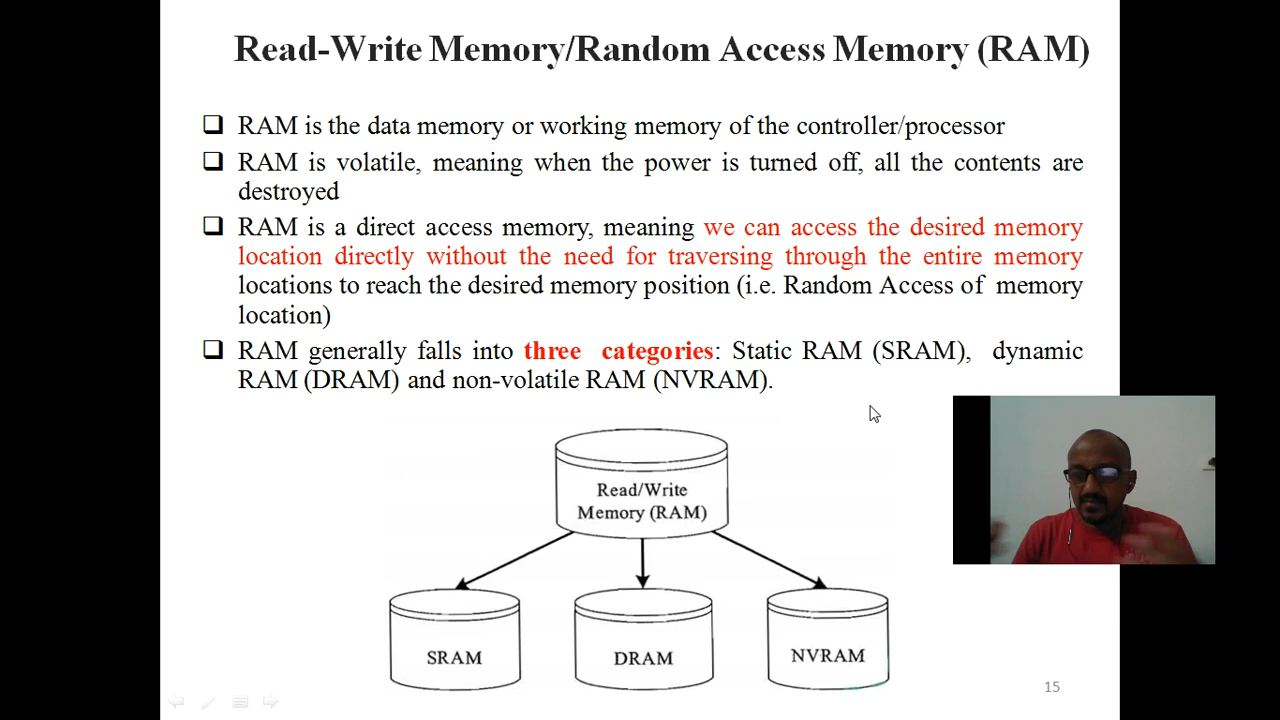 Read-Write Memory/Random Access Memory (RAM)
RAM is the data memory or working memory of the controller/processor
RAM is volatile, meaning when the power is turned off, all the contents are
destroyed
RAM is a direct access memory, meaning we can access the desired memory
location directly without the need for traversing through the entire memory
locations to reach the desired memory position (i.e. Random Access of memory
location)
RAM generally falls into three categories: Static RAM (SRAM), dynamic
RAM (DRAM) and non-volatile RAM (NVRAM).
Read/Write
Memory (RAM)
SRAM
DRAM
NVRAM
15